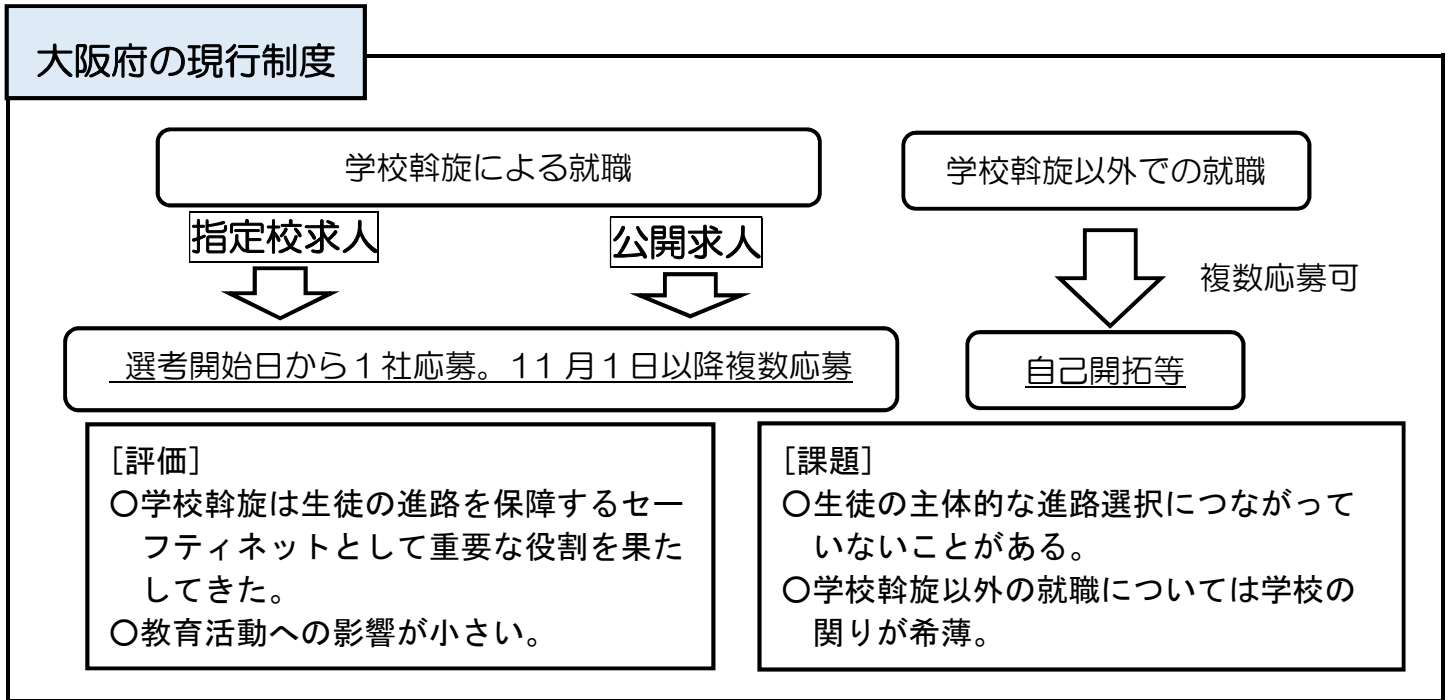 大阪府の現行制度
学校斡旋による就職
学校斡旋以外での就職
指定校求人
公開求人
複数応募可
選考開始日から１社応募。11月１日以降複数応募
自己開拓等
[評価]
〇学校斡旋は生徒の進路を保障するセー
フティネットとして重要な役割を果た
してきた。
〇教育活動への影響が小さい。
[課題]
〇生徒の主体的な進路選択につながって
いないことがある。
〇学校斡旋以外の就職については学校の
関りが希薄。